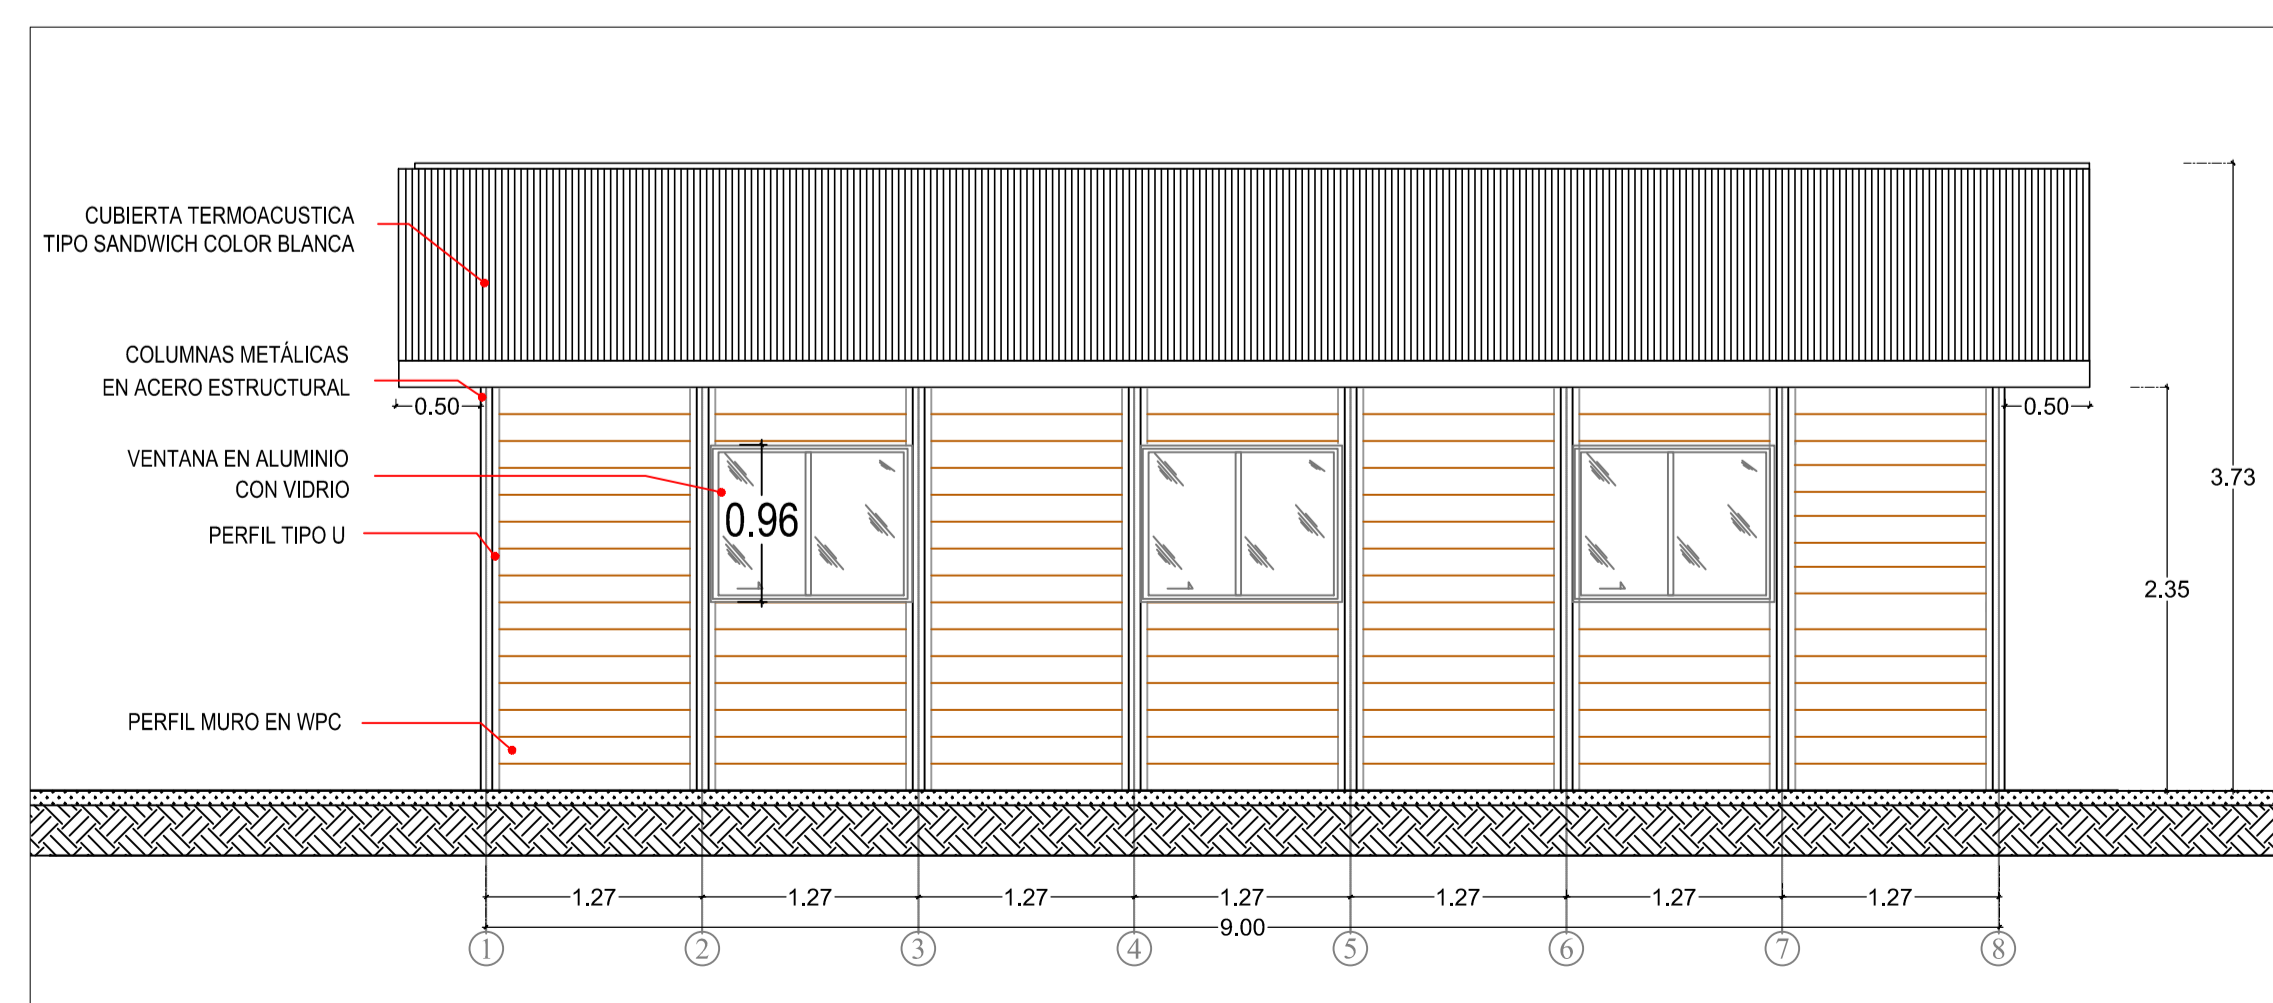 CUBIERTA TERMOACUSTICA
TIPO SANDWICH COLOR BLANCA
COLUMNAS METÁLICAS
EN ACERO ESTRUCTURAL
0.50
0.50
VENTANA EN ALUMINIO
CON VIDRIO
3.73
0.96
PERFIL TIPO U
2.35
PERFIL MURO EN WPC
1.27 1.27 1.27 1.27 1.27 1.27 1.27
9.00
1 2 3 4 5 6 7 8